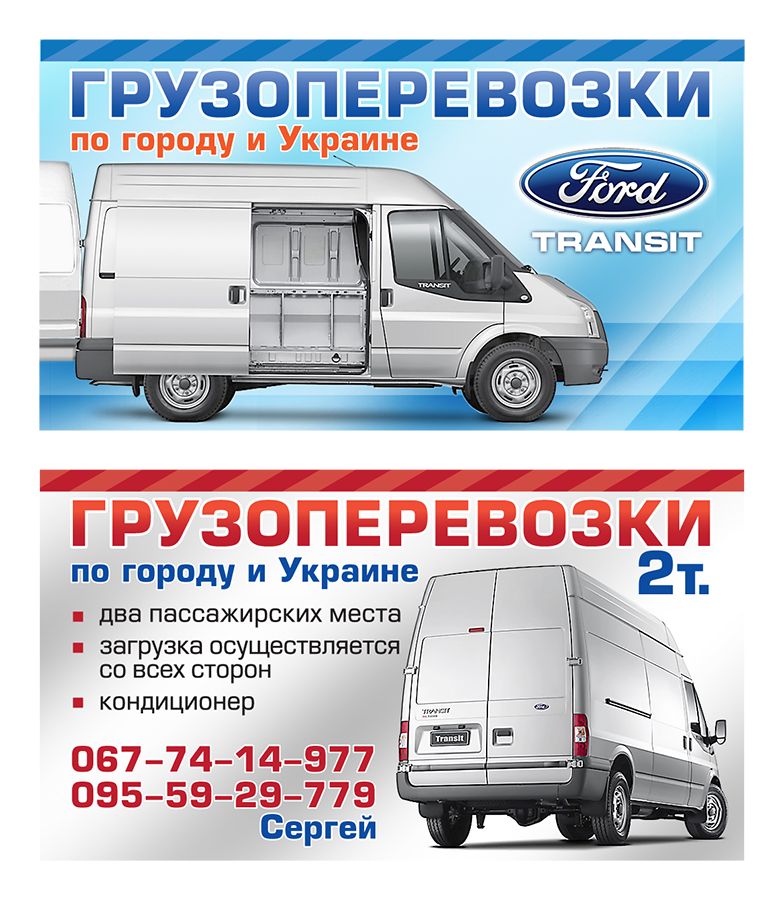 ГРУЗОПЕРЕВОЗКИ
по городу и Украине
Ford
TRANSIT
TRANSIT
ГРУЗОПЕРЕВОЗКИ
по городу и Украине
2т.
два пассажирских места
загрузка осуществляется
со всех сторон
кондиционер
TRANSIT
Ford
Transit
067-74-14-977
095-59-29-779
Сергей